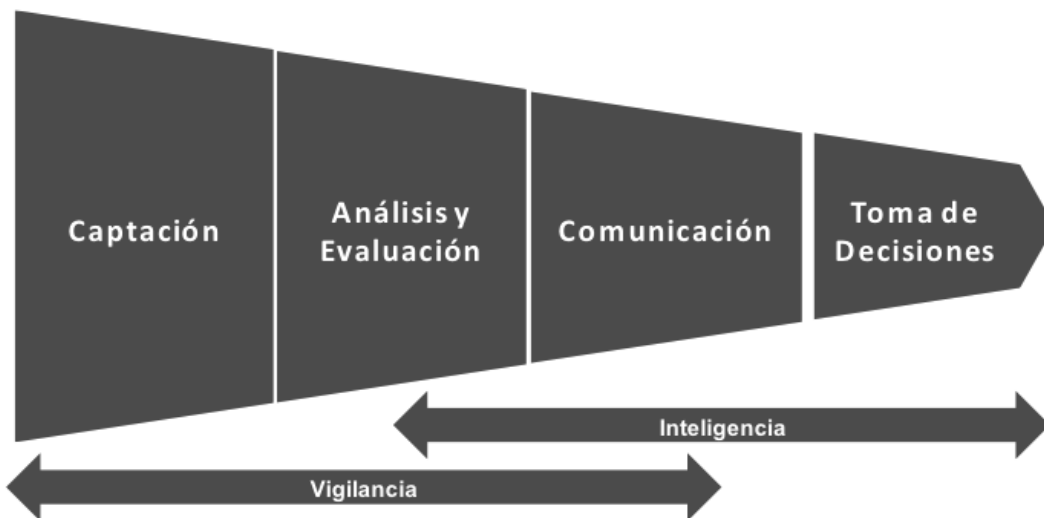 Captación
Análisis y
Evaluación
Comunicación
Toma de
Decisiones
Inteligencia
Vigilancia